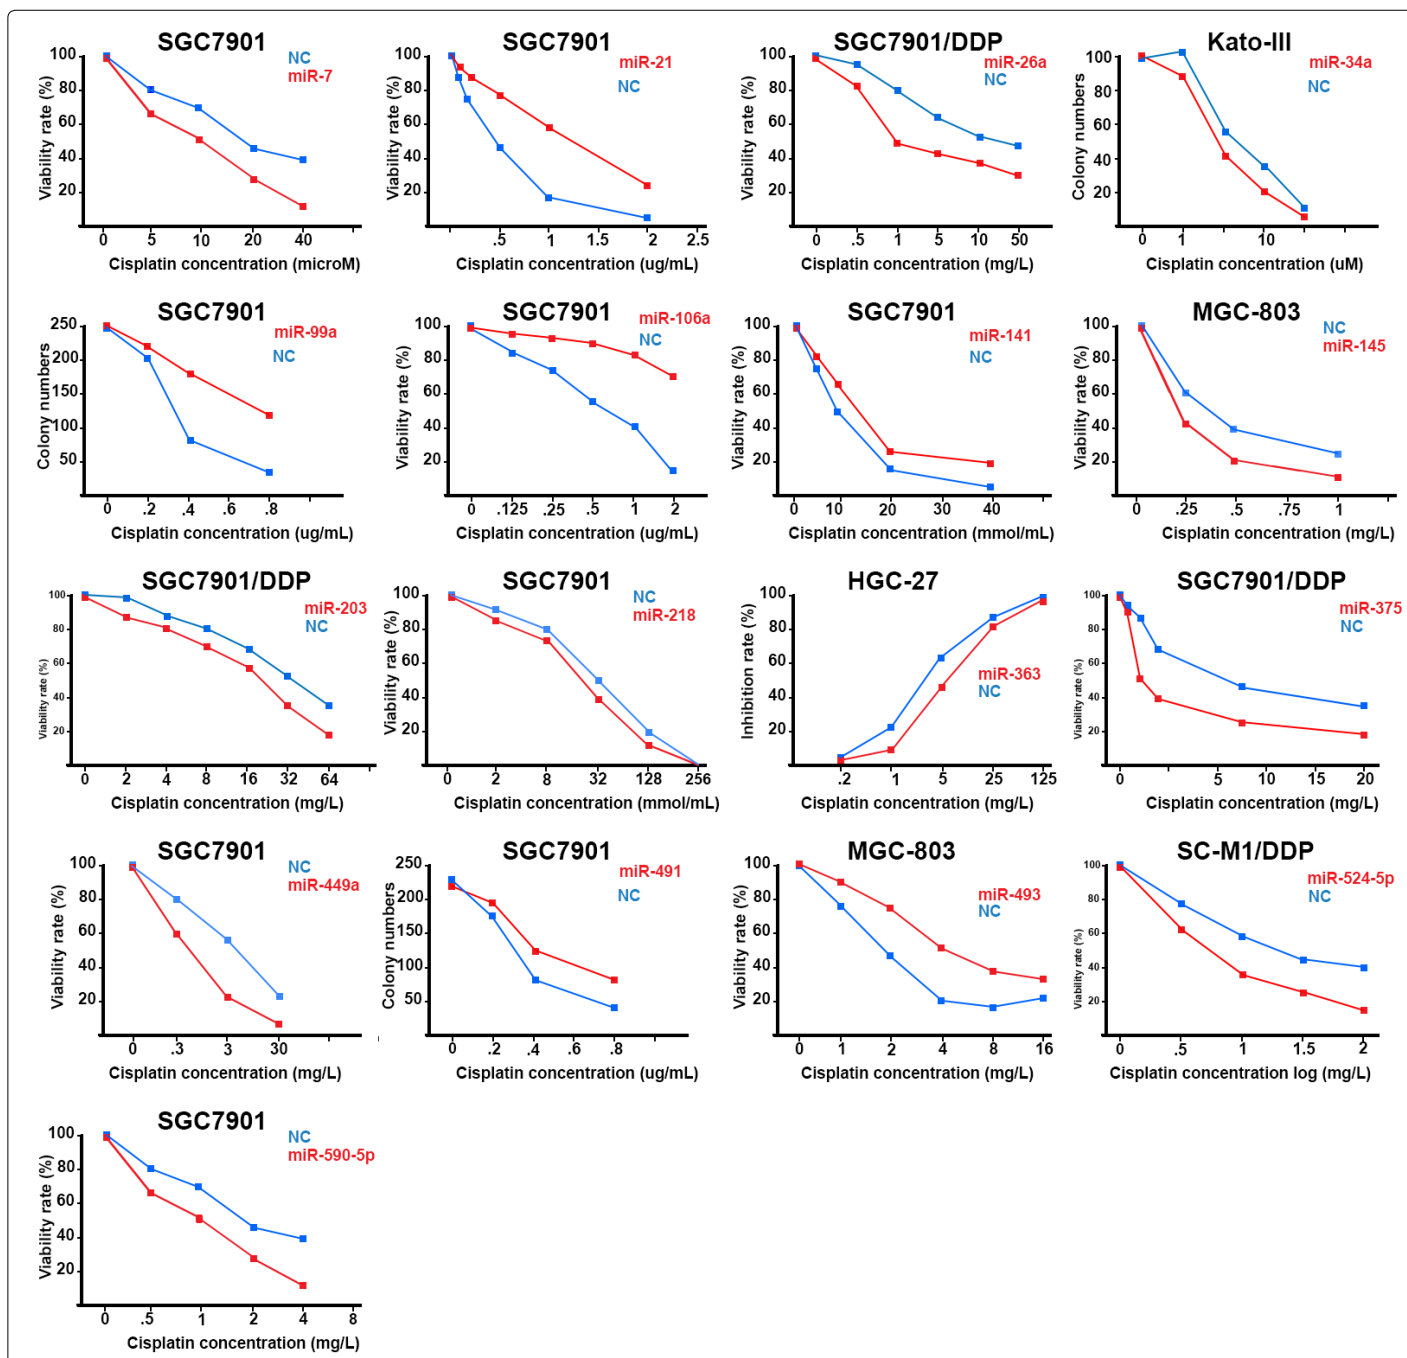 SGC7901
NC
miR-7
Viability rate (%)
100
80
60
40
20
0 5 10 20 40
Cisplatin concentration (microM)
SGC7901
miR-21
NC
Viability rate (%)
100
80
60
40
20
.5 1 1.5 2 2.5
Cisplatin concentration (ug/mL)
SGC7901/DDP
miR-26a
NC
Viability rate (%)
100
80
60
40
20
0 .5 1 5 10 50
Cisplatin concentration (mg/L)
Kato-III
miR-34a
NC
Colony numbers
100
80
60
40
20
0 1 10
Cisplatin concentration (uM)
SGC7901
miR-99a
NC
Colony numbers
250
200
150
100
50
0 .2 .4 .6 .8
Cisplatin concentration (ug/mL)
SGC7901
miR-106a
NC
Viability rate (%)
100
80
60
40
20
0 .125 .25 .5 1 2
Cisplatin concentration (ug/mL)
SGC7901
miR-141
NC
Viability rate (%)
100
80
60
40
20
0 10 20 30 40
Cisplatin concentration (mmol/mL)
MGC-803
NC
miR-145
Viability rate (%)
100
80
60
40
20
0 .25 .5 .75 1
Cisplatin concentration (mg/L)
SGC7901/DDP
miR-203
NC
Viability rate (%)
100
80
60
40
20
0 2 4 8 16 32 64
Cisplatin concentration (mg/L)
SGC7901
NC
miR-218
Viability rate (%)
100
80
60
40
20
0 2 8 32 128 256
Cisplatin concentration (mmol/mL)
HGC-27
miR-363
NC
Inhibition rate (%)
100
80
60
40
20
.2 1 5 25 125
Cisplatin concentration (mg/L)
SGC7901/DDP
miR-375
NC
Viability rate (%)
100
80
60
40
20
0 5 10 15 20
Cisplatin concentration (mg/L)
SGC7901
NC
miR-449a
Viability rate (%)
100
80
60
40
20
0 .3 3 30
Cisplatin concentration (mg/L)
SGC7901
miR-491
NC
Colony numbers
250
200
150
100
50
0 .2 .4 .6 .8
Cisplatin concentration (ug/mL)
MGC-803
miR-493
NC
Viability rate (%)
100
80
60
40
20
0 1 2 4 8 16
Cisplatin concentration (mg/L)
SC-M1/DDP
miR-524-5p
NC
Viability rate (%)
100
80
60
40
20
0 .5 1 1.5 2
Cisplatin concentration log (mg/L)
SGC7901
NC
miR-590-5p
Viability rate (%)
100
80
60
40
20
0 .5 1 2 4 8
Cisplatin concentration (mg/L)